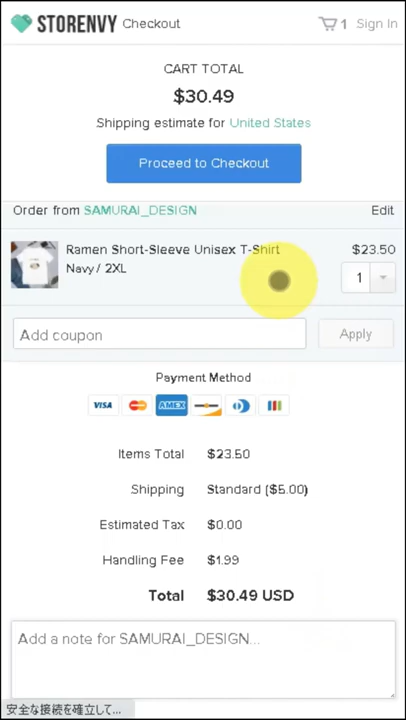 STORENVY Checkout 1 Sign In
CART TOTAL
$30.49
Shipping estimate for United States
Proceed to Checkout
Order from SAMURAI_DESIGN Edit
Ramen Short-Sleeve Unisex T-Shirt $23.50
Navy / 2XL
1
Add coupon Apply
Payment Method
VISA AMEX
Items Total $23.50
Shipping Standard ($5.00)
Estimated Tax $0.00
Handling Fee $1.99
Total $30.49 USD
Add a note for SAMURAI_DESIGN...
安全な接続を確立して...